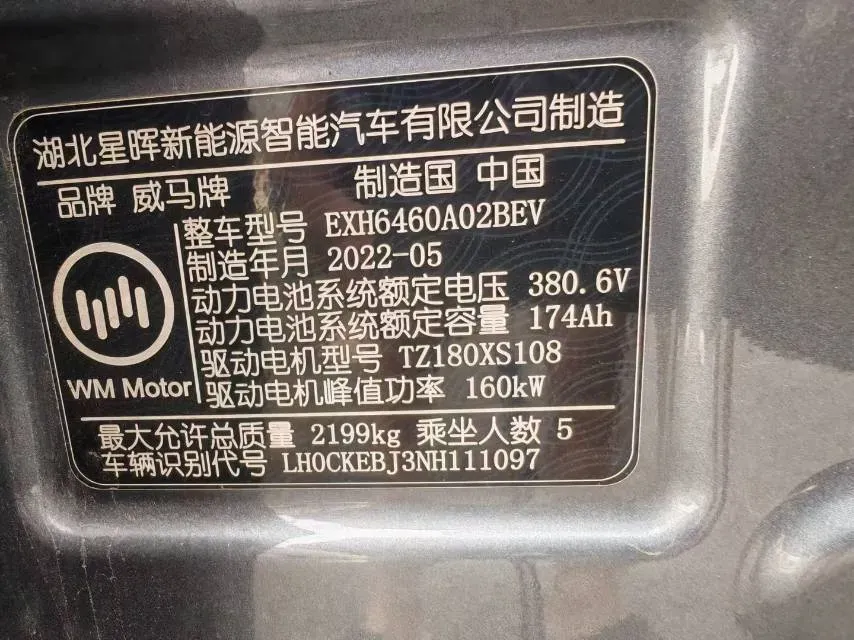 湖北星晖新能源智能汽车有限公司制造
品牌 威马牌 制造国 中国
整车型号 EXH6460A02BEV
制造年月 2022-05
动力电池系统额定电压 380.6V
动力电池系统额定容量 174Ah
驱动电机型号 TZ180XS108
驱动电机峰值功率 160kW
WM Motor
最大允许总质量 2199kg 乘坐人数 5
车辆识别代号 LH0CKEBJ3NH111097